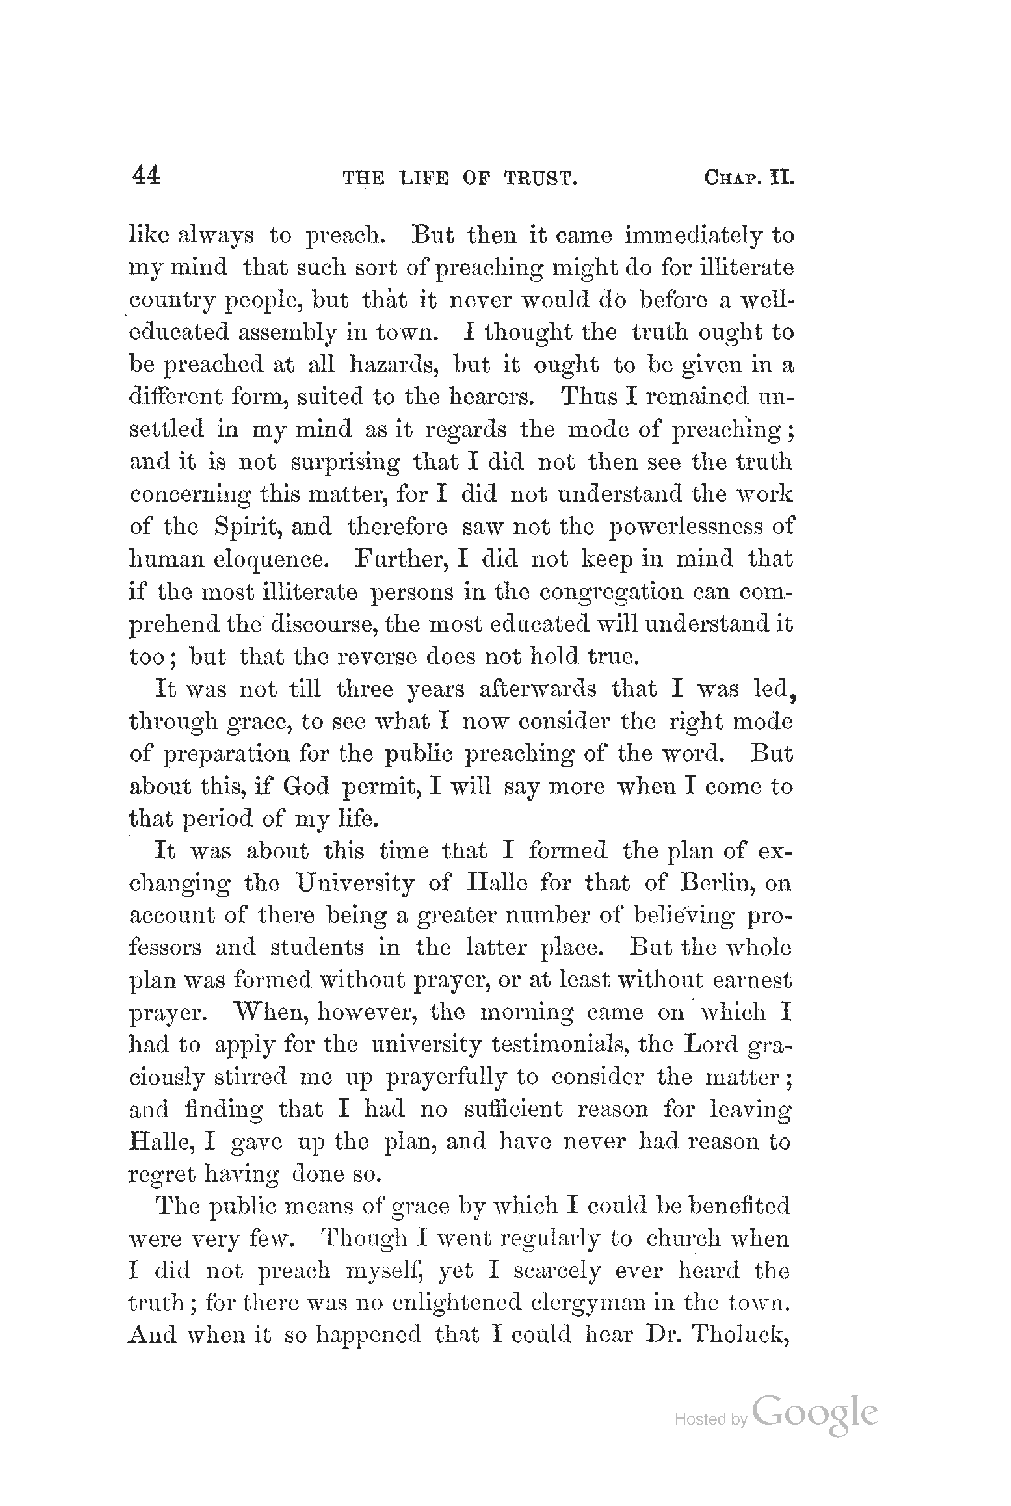 44 THE LIFE OF TRUST. CHAP. II.
like always to preach. But then it came immediately to
my mind that such sort of preaching might do for illiterate
country people, but that it never would do before a well-
educated assembly in town. I thought the truth ought to
be preached at all hazards, but it ought to be given in a
different form, suited to the hearers. Thus I remained un-
settled in my mind as it regards the mode of preaching;
and it is not surprising that I did not then see the truth
concerning this matter, for I did not understand the work
of the Spirit, and therefore saw not the powerlessness of
human eloquence. Further, I did not keep in mind that
if the most illiterate persons in the congregation can com-
prehend the discourse, the most educated will understand it
too; but that the reverse does not hold true.
It was not till three years afterwards that I was led,
through grace, to see what I now consider the right mode
of preparation for the public preaching of the word. But
about this, if God permit, I will say more when I come to
that period of my life.
It was about this time that I formed the plan of ex-
changing the University of Halle for that of Berlin, on
account of there being a greater number of believing pro-
fessors and students in the latter place. But the whole
plan was formed without prayer, or at least without earnest
prayer. When, however, the morning came on which I
had to apply for the university testimonials, the Lord gra-
ciously stirred me up prayerfully to consider the matter;
and finding that I had no sufficient reason for leaving
Halle, I gave up the plan, and have never had reason to
regret having done so.
The public means of grace by which I could be benefited
were very few. Though I went regularly to church when
I did not preach myself, yet I scarcely ever heard the
truth; for there was no enlightened clergyman in the town.
And when it so happened that I could hear Dr. Tholuck,
Hosted by Google